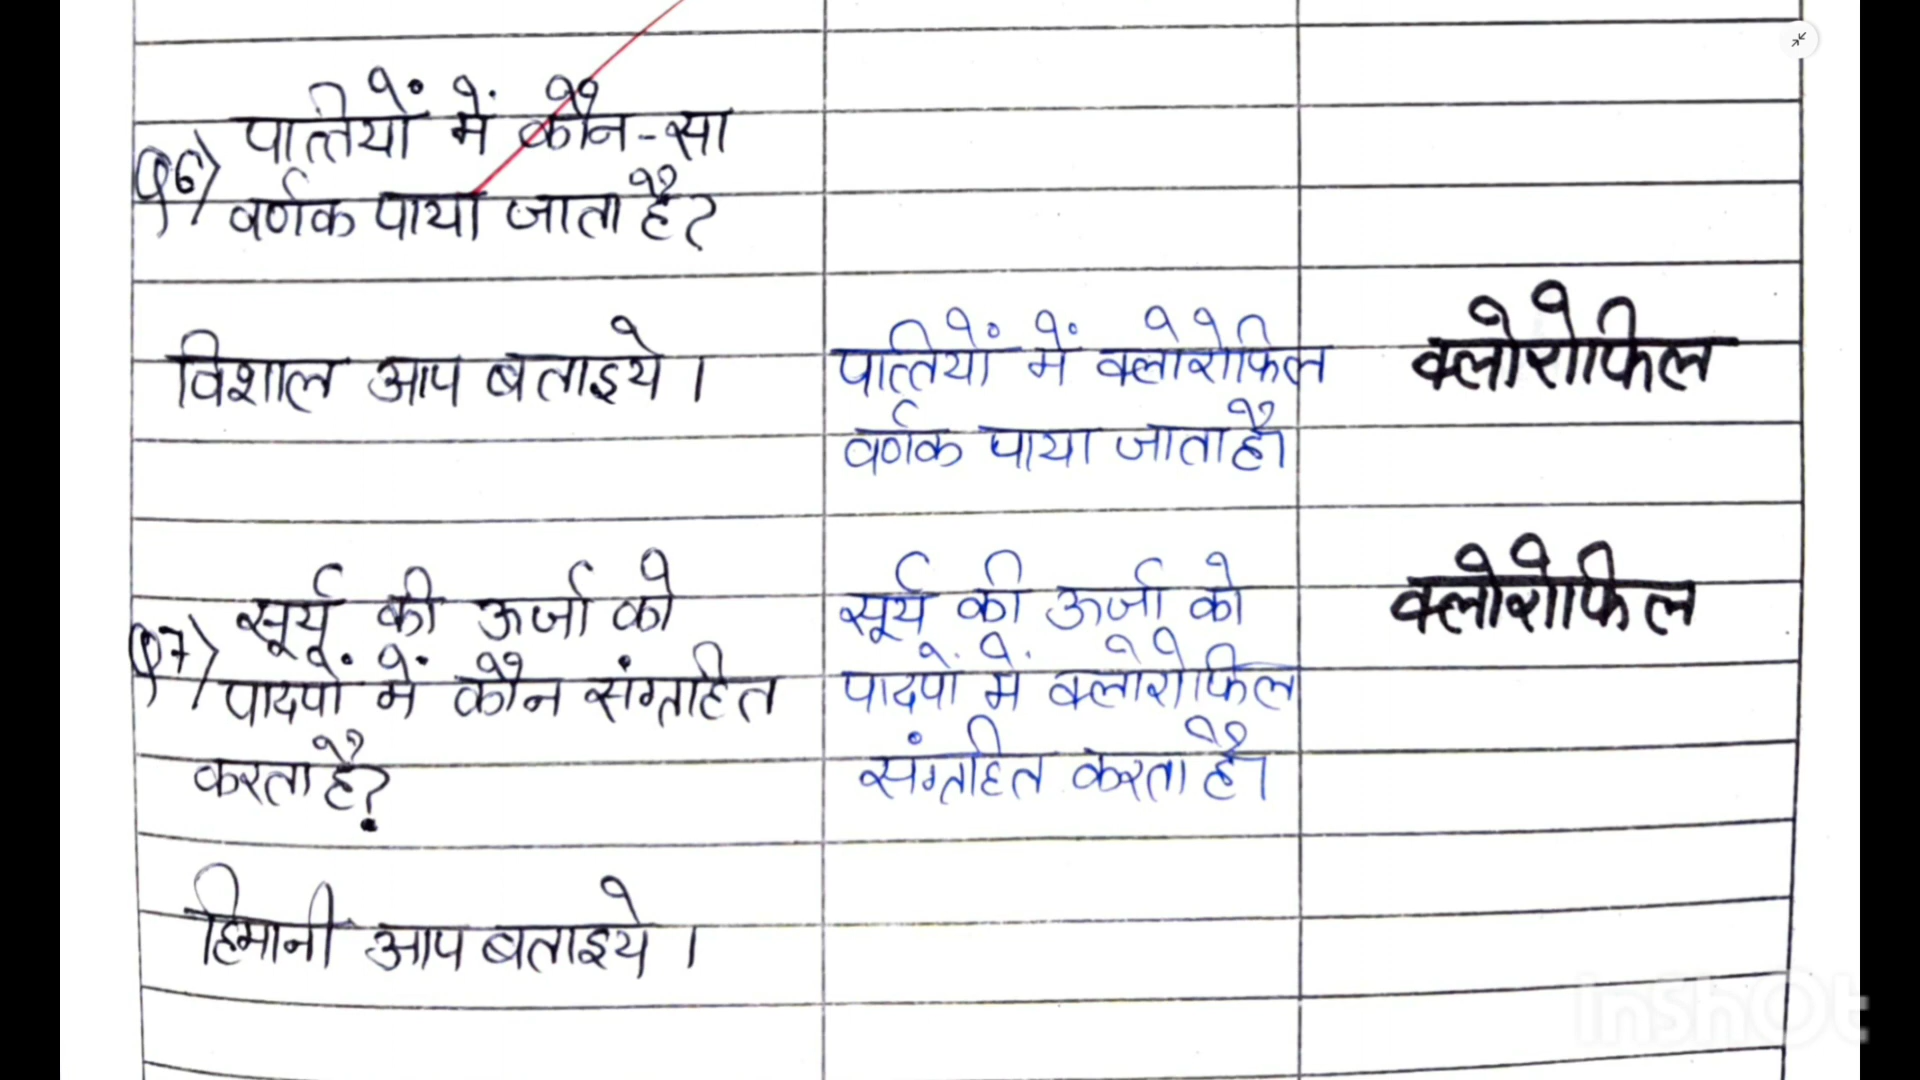 Q6) पत्तियों में कौन-सा
वर्णक पाया जाता है?
विशाल आप बताइये।
पत्तियों में क्लोरोफिल
वर्णक पाया जाता है।
क्लोरोफिल
Q7) सूर्य की ऊर्जा को
पादपों में कौन संग्रहित
करता है?
हिमानी आप बताइये।
सूर्य की ऊर्जा को
पादपों में क्लोरोफिल
संग्रहित करता है।
क्लोरोफिल
InShOt